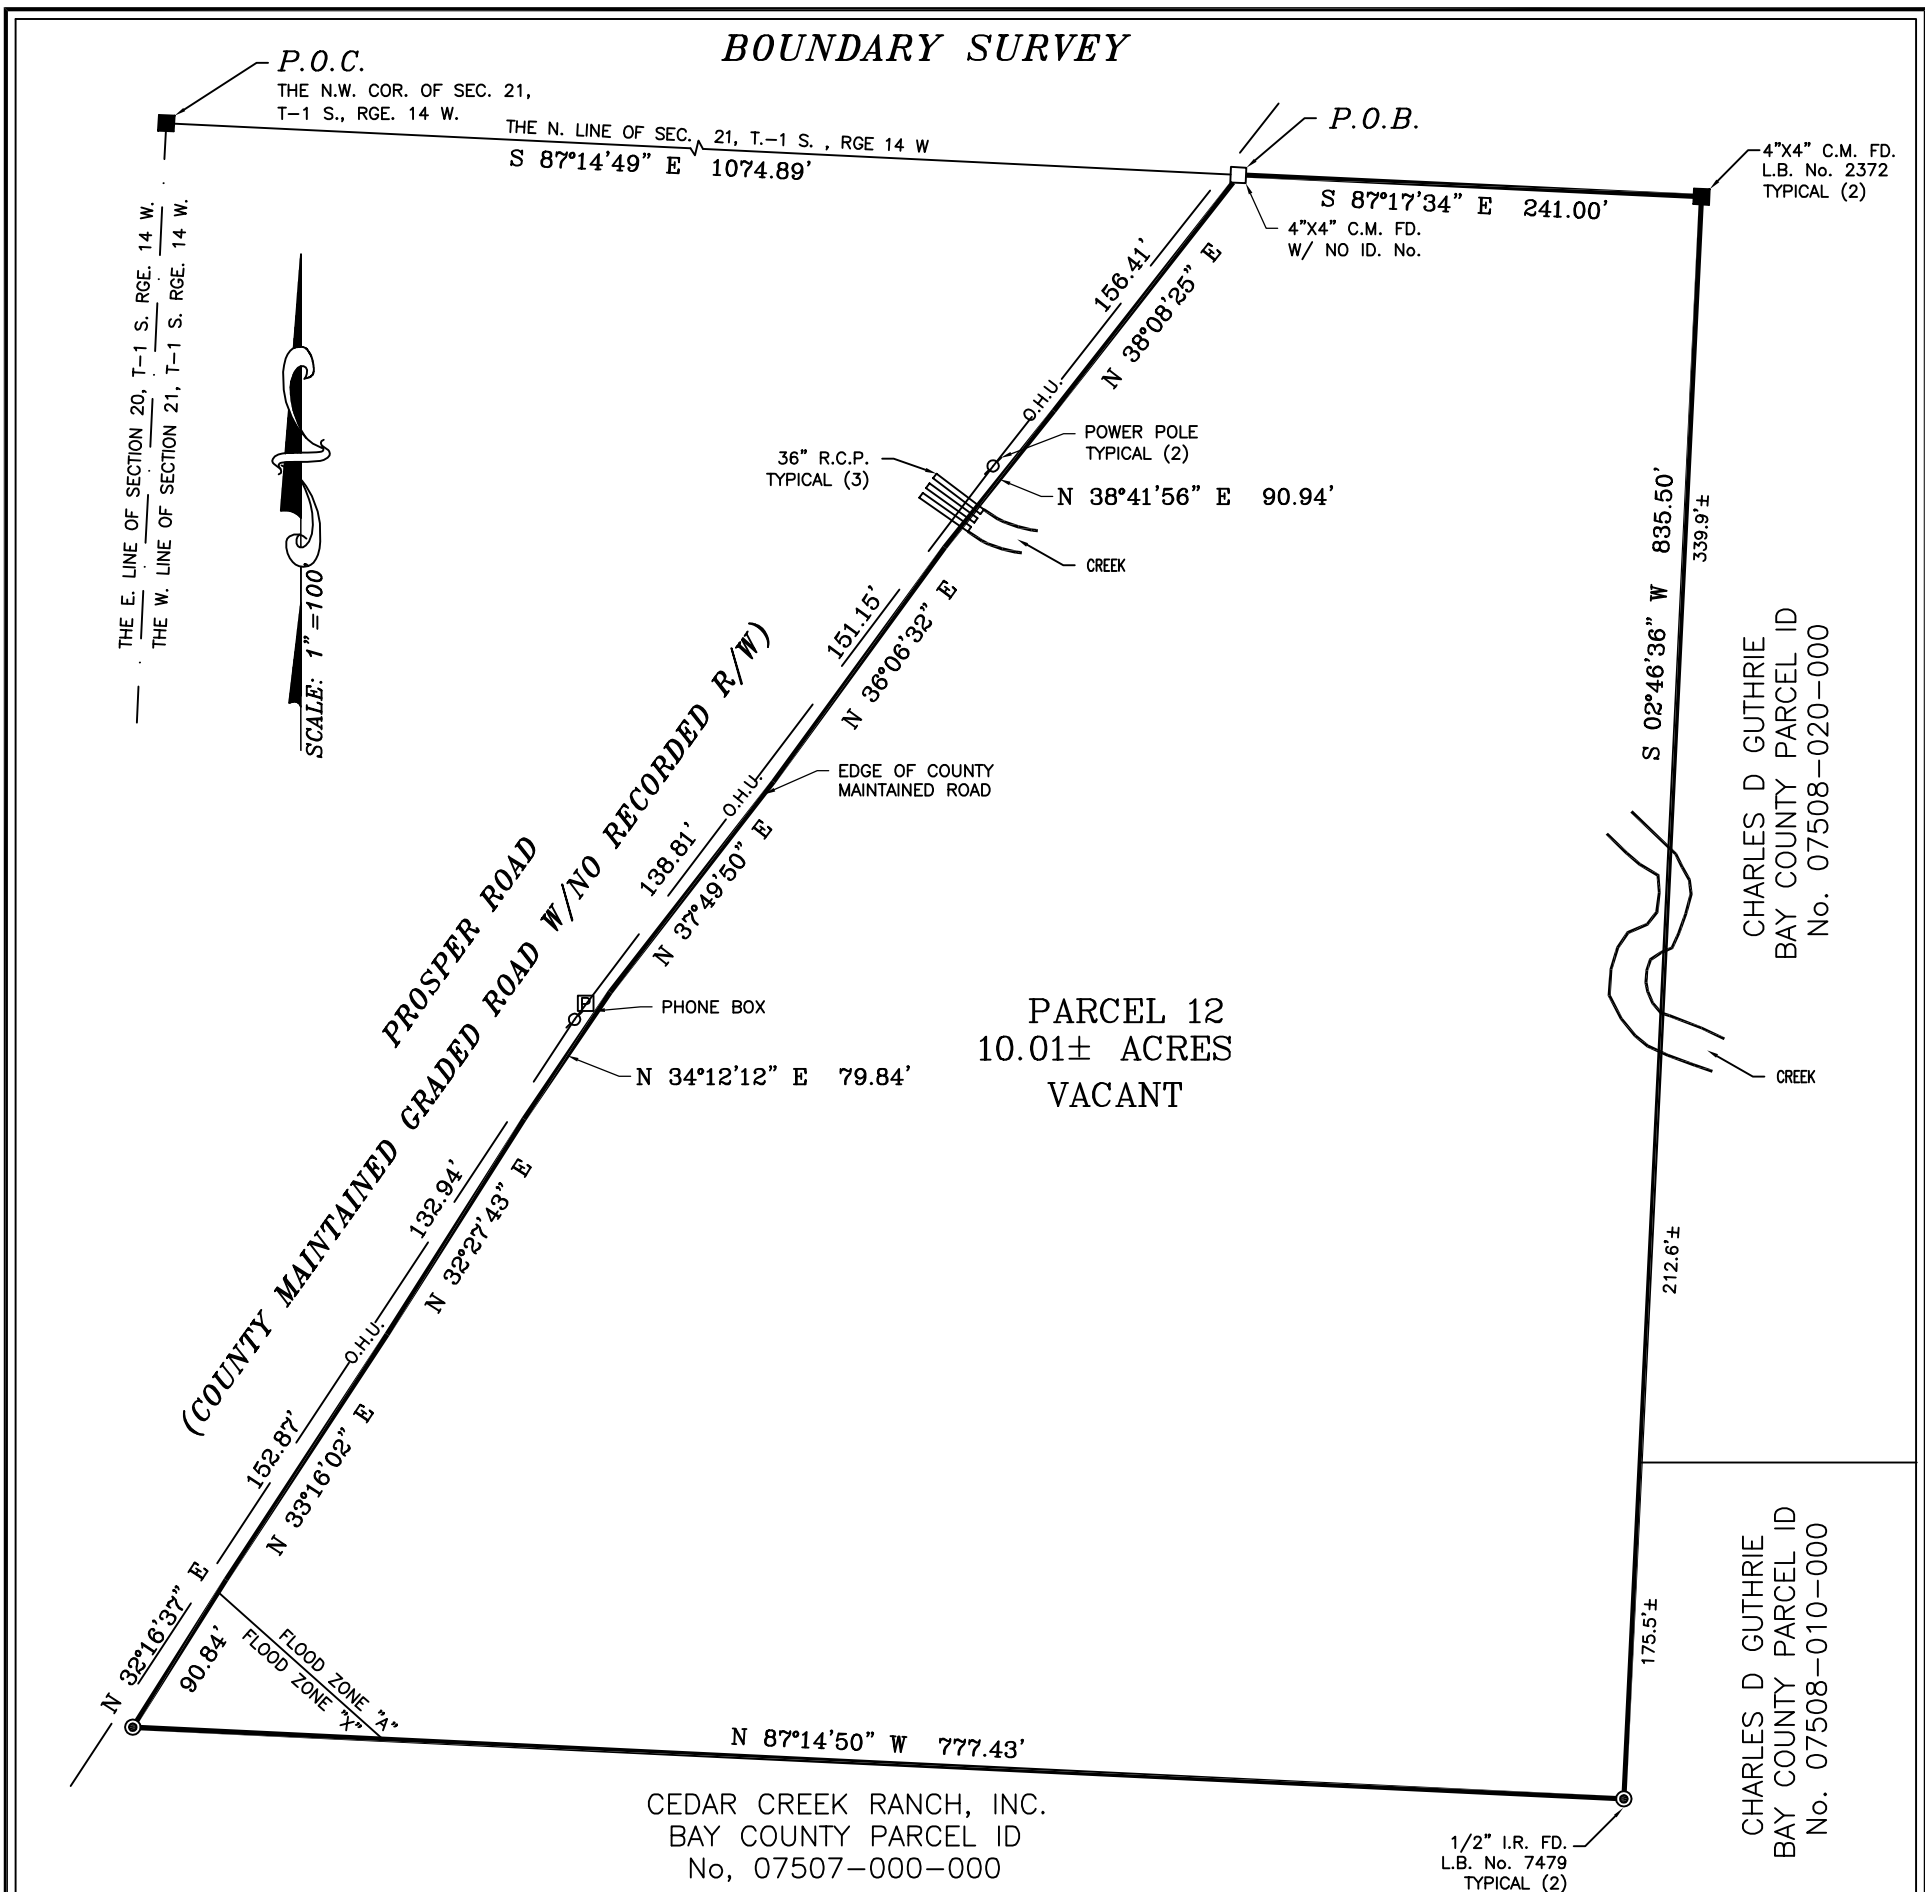 BOUNDARY SURVEY
P.O.C.
THE N.W. COR. OF SEC. 21,
T-1 S., RGE. 14 W.
THE N. LINE OF SEC. 21, T.-1 S. , RGE 14 W
S 87°14'49" E 1074.89'
P.O.B.
4"X4" C.M. FD.
L.B. No. 2372
TYPICAL (2)
S 87°17'34" E 241.00'
4"X4" C.M. FD.
W/ NO ID. No.
THE E. LINE OF SECTION 20, T-1 S. RGE. 14 W.
THE W. LINE OF SECTION 21, T-1 S. RGE. 14 W.
SCALE: 1"=100'
156.41'
N 38°08'25" E
O.H.U.
POWER POLE
TYPICAL (2)
36" R.C.P.
TYPICAL (3)
N 38°41'56" E 90.94'
CREEK
S 02°46'36" W 835.50'
339.9'±
151.15'
N 36°06'32" E
CHARLES D GUTHRIE
BAY COUNTY PARCEL ID
No. 07508-020-000
EDGE OF COUNTY
MAINTAINED ROAD
O.H.U.
138.81'
N 37°49'50" E
PROSPER ROAD
(COUNTY MAINTAINED GRADED ROAD W/NO RECORDED R/W)
P
PHONE BOX
PARCEL 12
10.01± ACRES
VACANT
N 34°12'12" E 79.84'
CREEK
132.94'
N 32°27'43" E
212.6'±
O.H.U.
152.87'
N 33°16'02" E
N 32°16'37" E
90.84'
FLOOD ZONE "A"
FLOOD ZONE "X"
175.5'±
CHARLES D GUTHRIE
BAY COUNTY PARCEL ID
No. 07508-010-000
N 87°14'50" W 777.43'
CEDAR CREEK RANCH, INC.
BAY COUNTY PARCEL ID
No, 07507-000-000
1/2" I.R. FD.
L.B. No. 7479
TYPICAL (2)